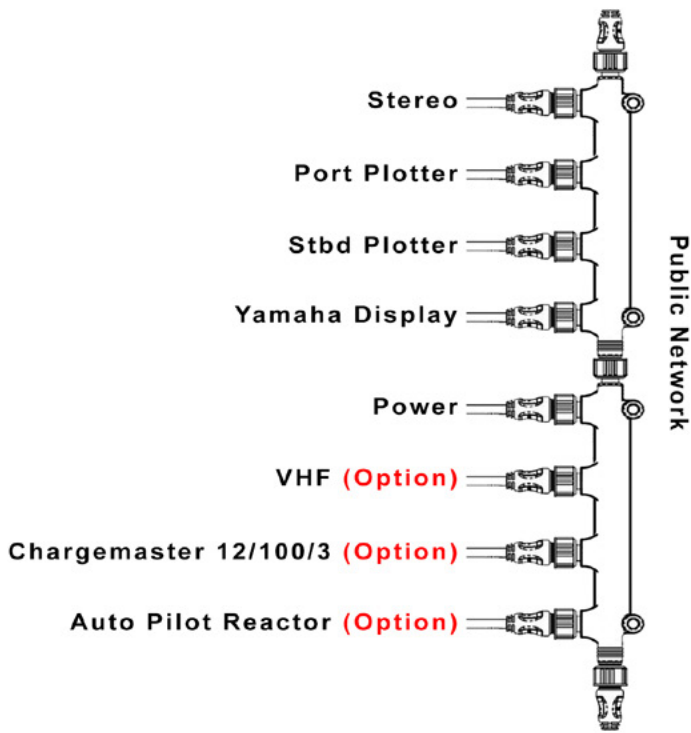 Stereo
Port Plotter
Stbd Plotter
Yamaha Display
Power
VHF (Option)
Chargemaster 12/100/3 (Option)
Auto Pilot Reactor (Option)
Public Network